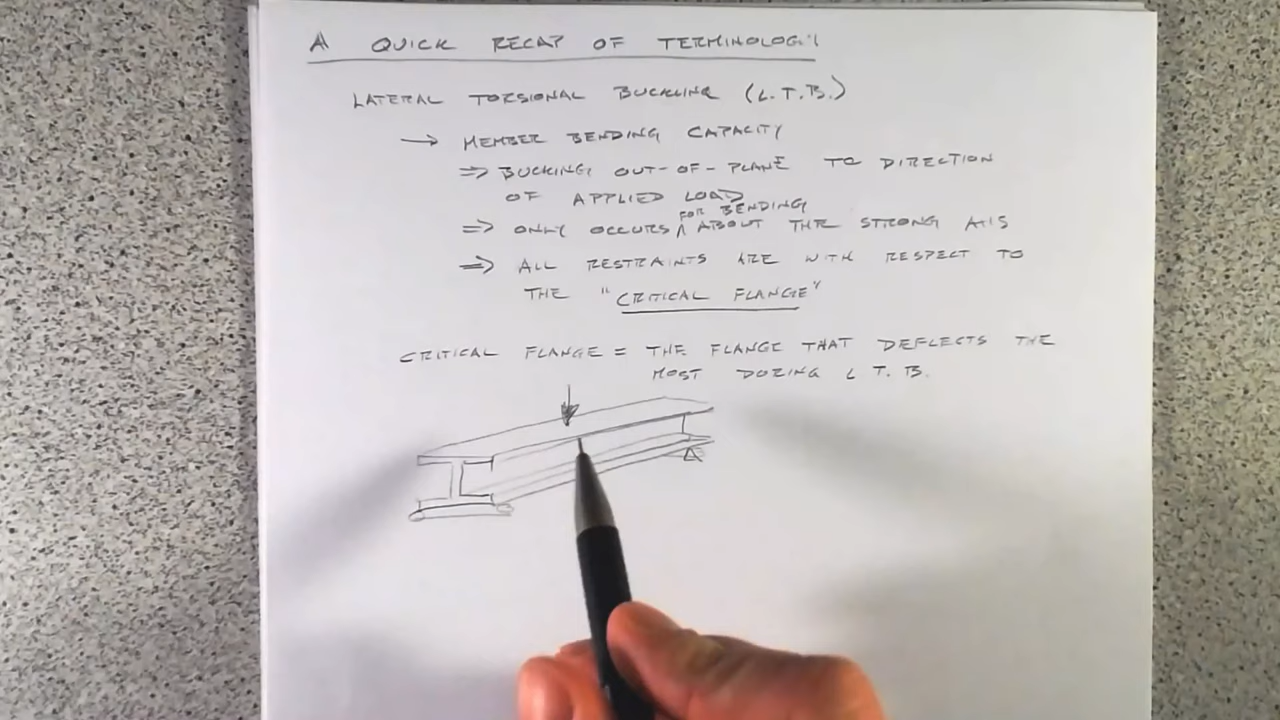 A QUICK RECAP OF TERMINOLOGY
LATERAL TORSIONAL BUCKLING (L.T.B.)
→ MEMBER BENDING CAPACITY
⇒ BUCKING OUT-OF-PLANE TO DIRECTION
OF APPLIED LOAD
⇒ ONLY OCCURS FOR BENDING ABOUT THE STRONG AXIS
⇒ ALL RESTRAINTS ARE WITH RESPECT TO
THE "CRITICAL FLANGE"
CRITICAL FLANGE = THE FLANGE THAT DEFLECTS THE
MOST DURING L.T.B.